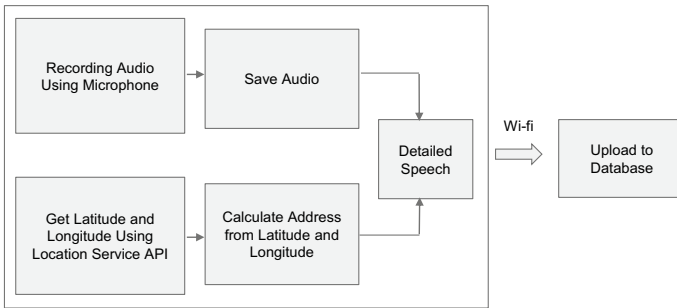 Recording Audio
Using Microphone
Save Audio
Detailed
Speech
Wi-fi
Upload to
Database
Get Latitude and
Longitude Using
Location Service API
Calculate Address
from Latitude and
Longitude